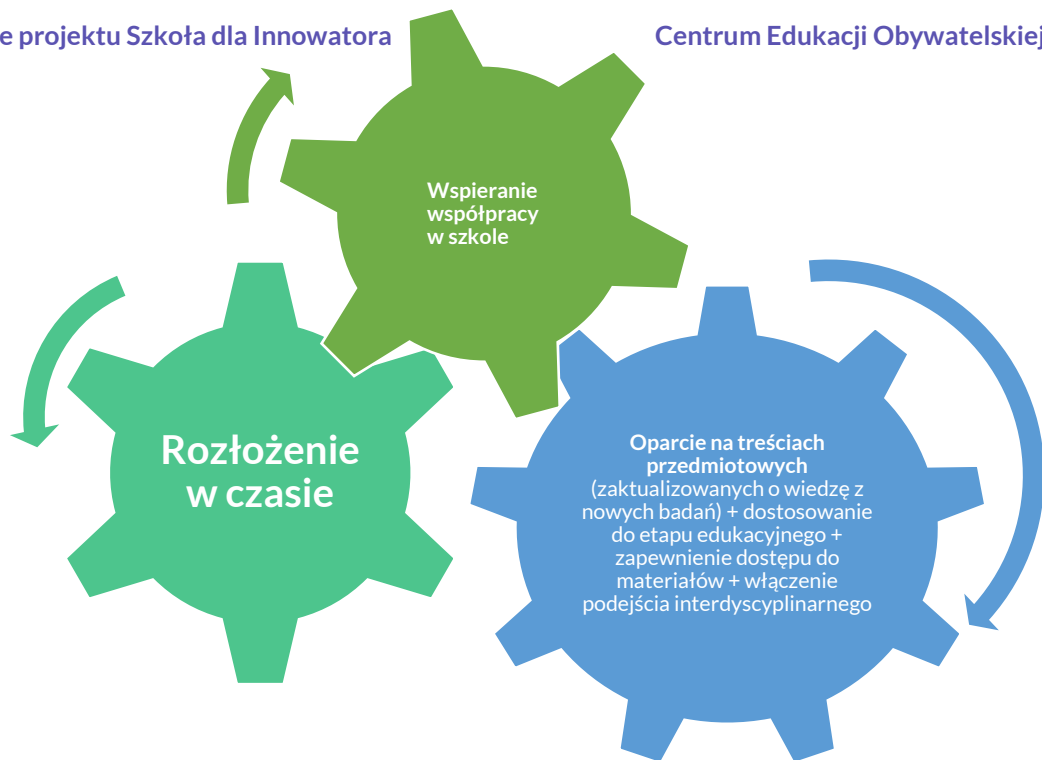 e projektu Szkoła dla Innowatora
Centrum Edukacji Obywatelskiej
Wspieranie
współpracy
w szkole
Rozłożenie
w czasie
Oparcie na treściach
przedmiotowych
(zaktualizowanych o wiedzę z
nowych badań) + dostosowanie
do etapu edukacyjnego +
zapewnienie dostępu do
materiałów + włączenie
podejścia interdyscyplinarnego